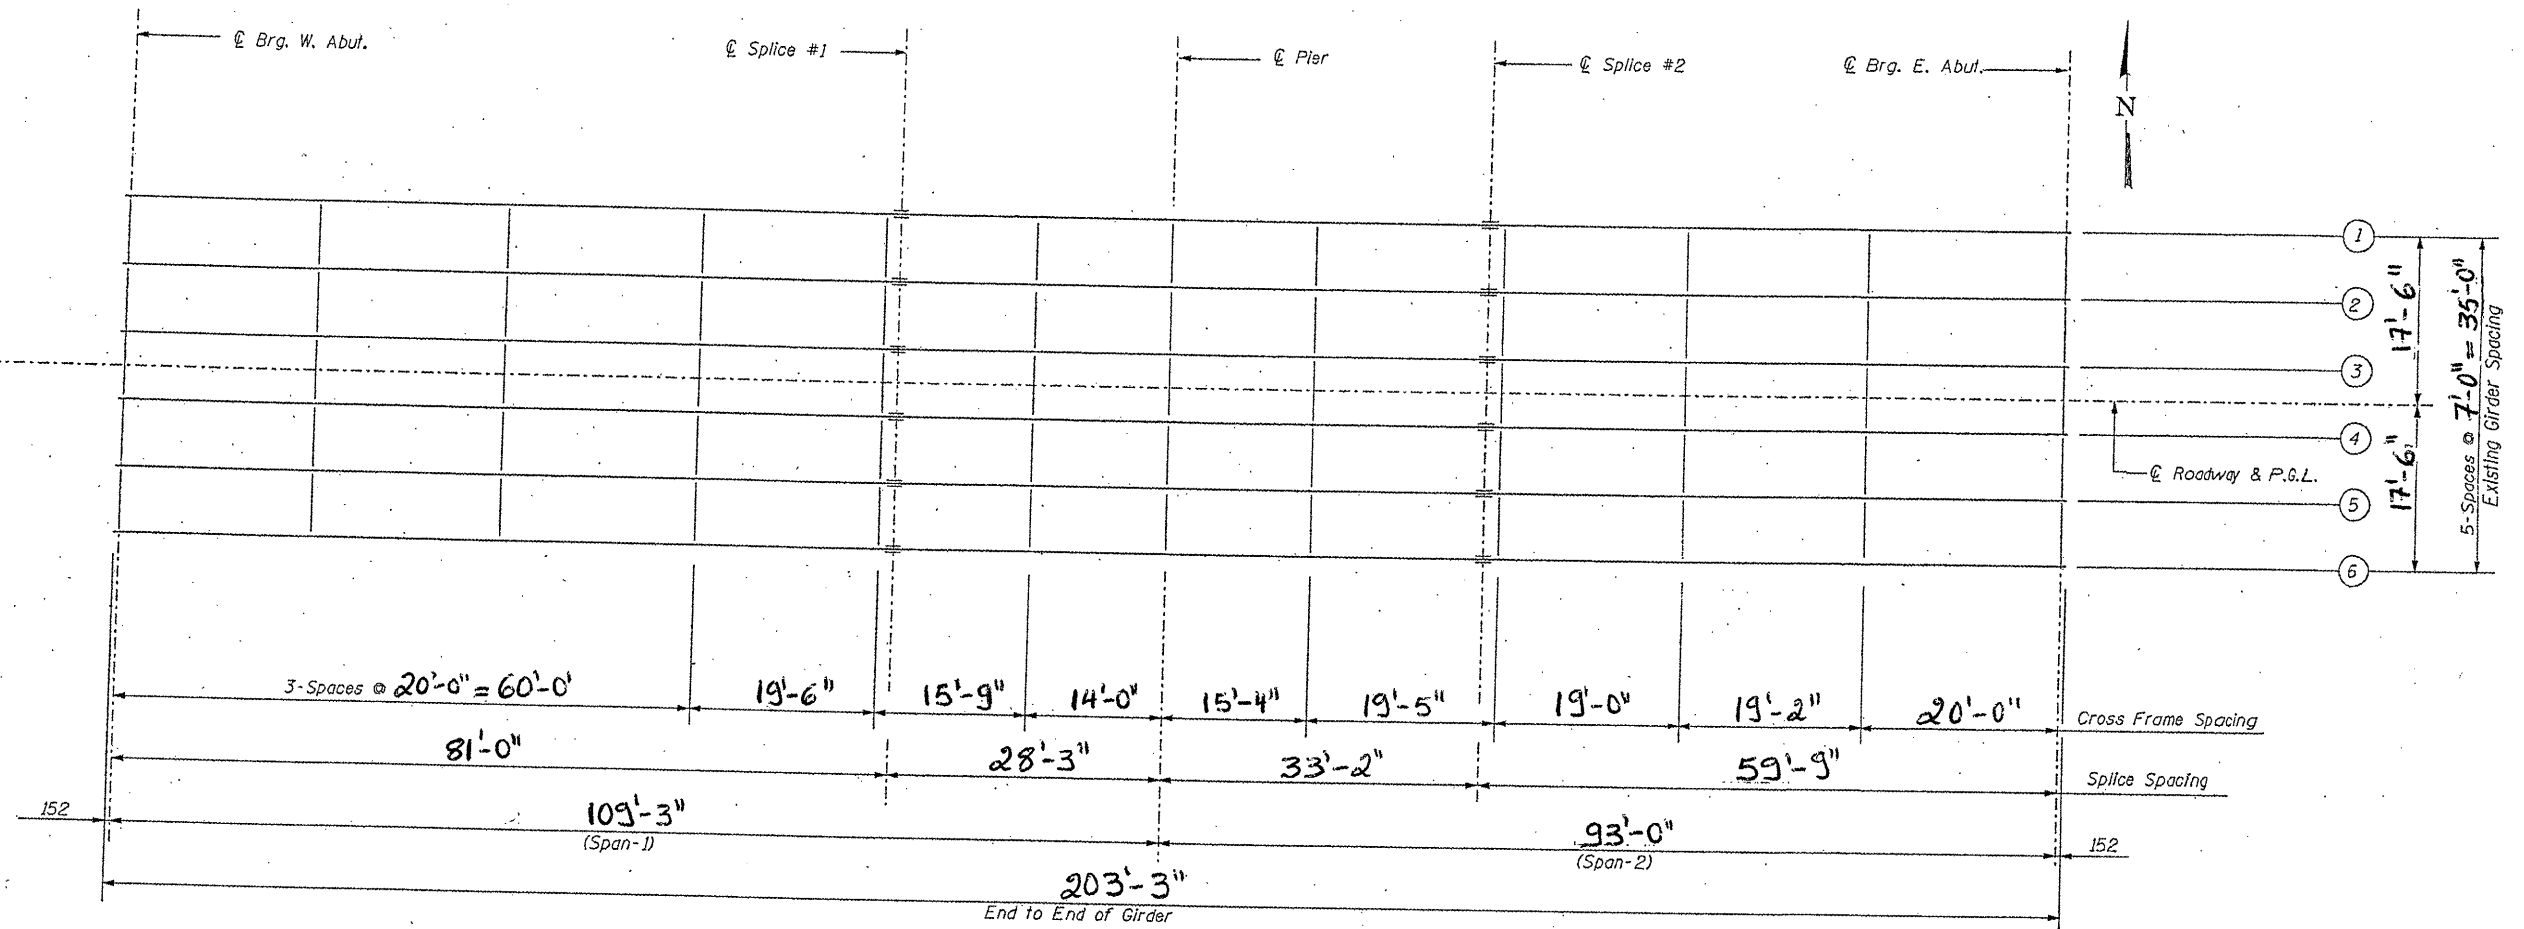 ℄ Brg. W. Abut.
℄ Splice #1
℄ Pier
℄ Splice #2
℄ Brg. E. Abut.
N
1
2
3
4
5
6
17'-6"
17'-6"
5-Spaces @ 7'-0" = 35'-0"
Existing Girder Spacing
℄ Roadway & P.G.L.
3-Spaces @ 20'-0" = 60'-0'
19'-6"
15'-9"
14'-0"
15'-4"
19'-5"
19'-0"
19'-2"
20'-0"
Cross Frame Spacing
81'-0"
28'-3"
33'-2"
59'-9"
Splice Spacing
152
109'-3"
(Span-1)
93'-0"
(Span-2)
152
203'-3"
End to End of Girder